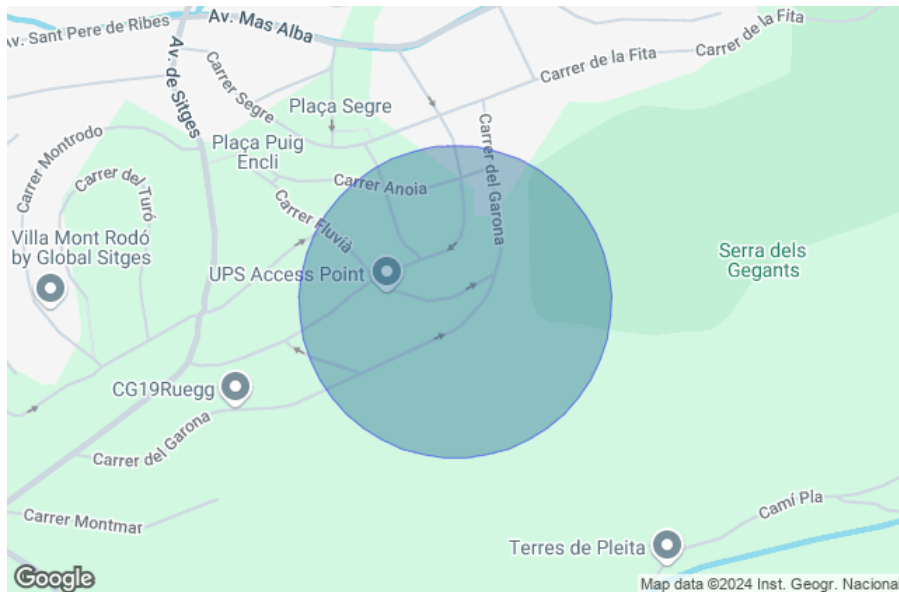 Av. Sant Pere de Ribes
Av. Mas Alba
Carrer de la Fita
Carrer de la Fita
Av. de Sitges
Carrer Segre
Plaça Segre
Carrer Montrodo
Plaça Puig
Encli
Carrer del Garona
Carrer del Turó
Carrer Anoia
Carrer Fluvià
Villa Mont Rodó
by Global Sitges
UPS Access Point
Serra dels
Gegants
CG19Ruegg
Carrer del Garona
Carrer Montmar
Camí Pla
Terres de Pleita
Google
Map data ©2024 Inst. Geogr. Nacional